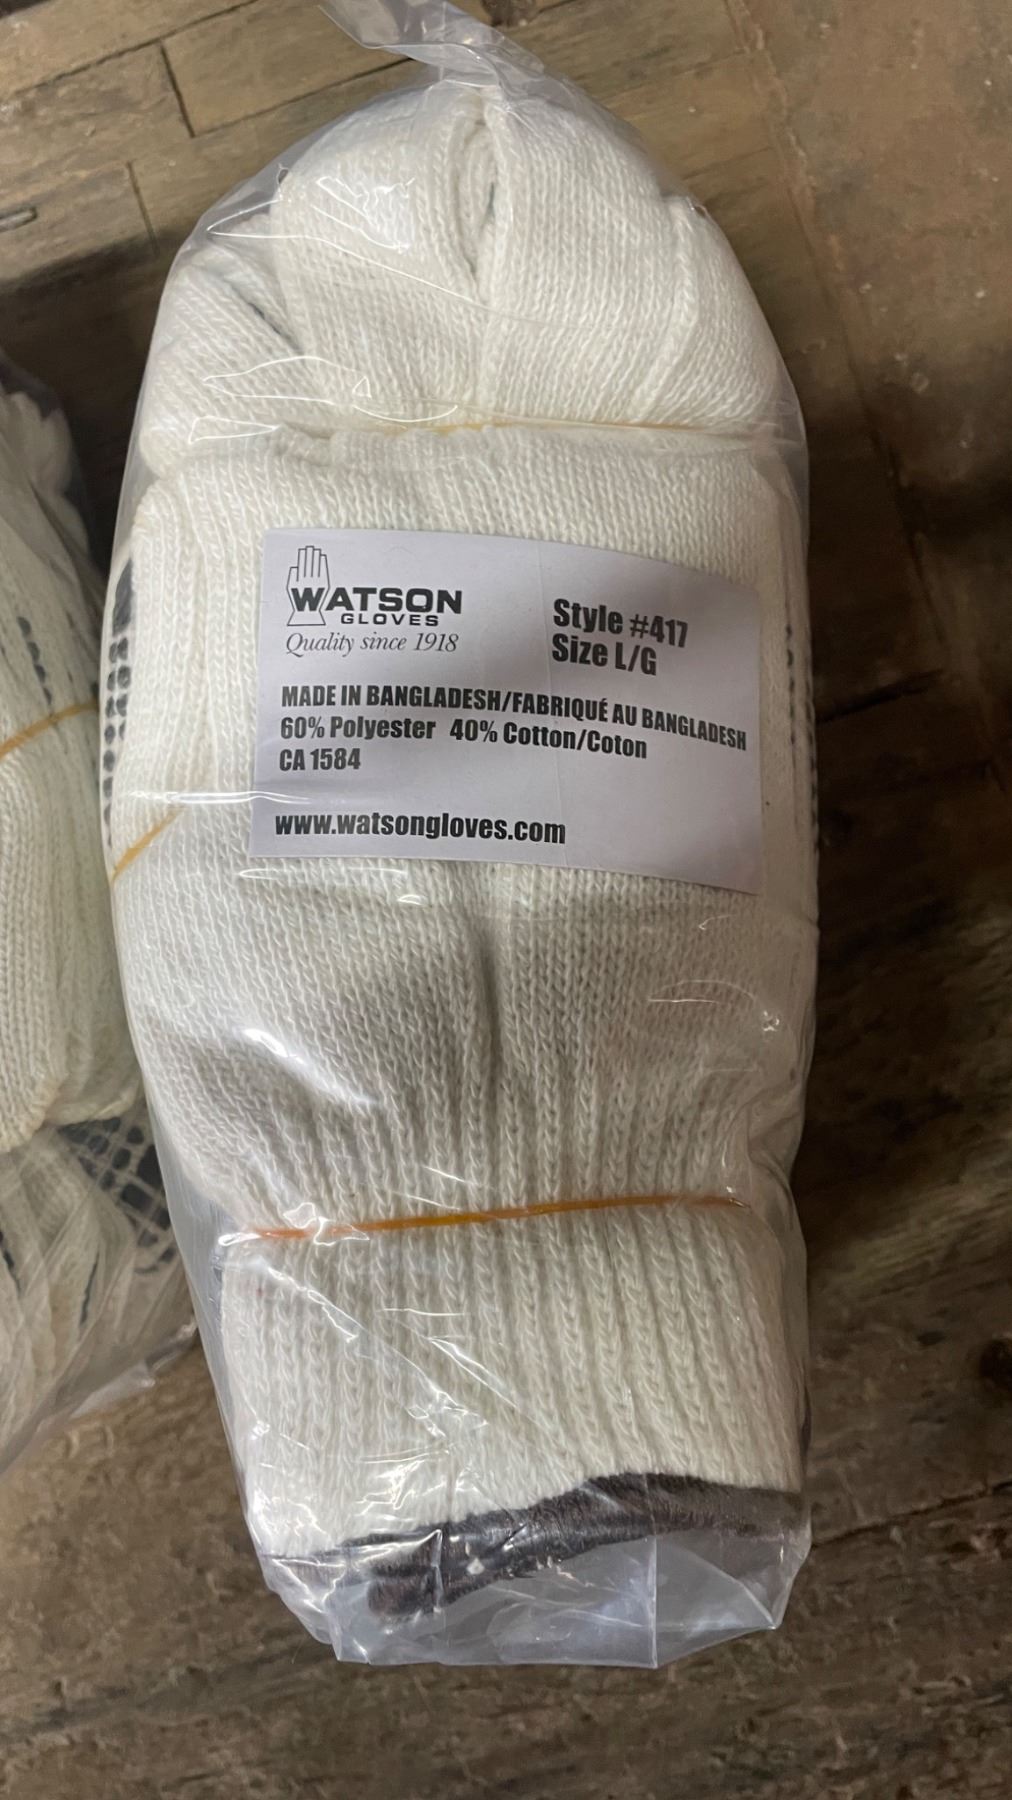 WATSON
GLOVES
Quality since 1918
Style #417
Size L/G
MADE IN BANGLADESH/FABRIQUÉ AU BANGLADESH
60% Polyester 40% Cotton/Coton
CA 1584
www.watsongloves.com